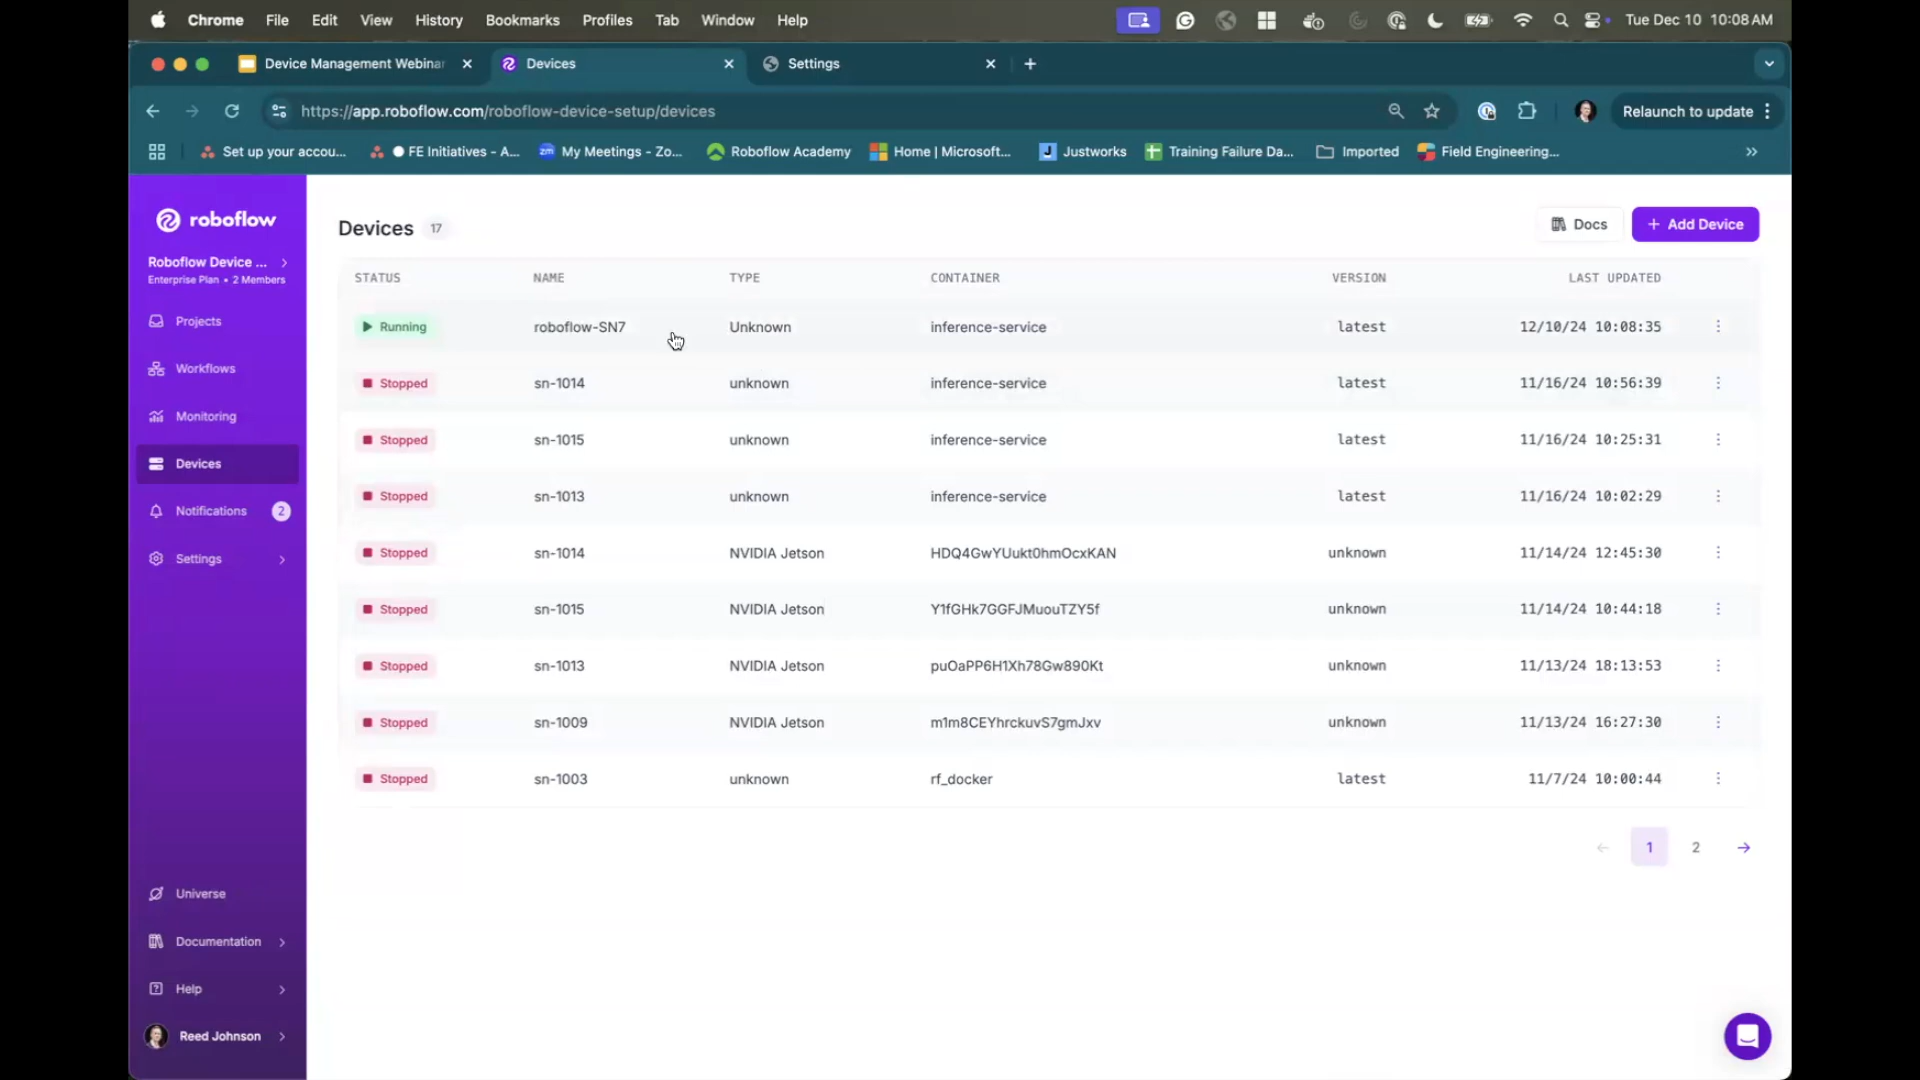 Chrome File Edit View History Bookmarks Profiles Tab Window Help Tue Dec 10 10:08 AM
Device Management Webinar Devices Settings
https://app.roboflow.com/roboflow-device-setup/devices Relaunch to update
Set up your accou... FE Initiatives - A... zm My Meetings - Zo... Roboflow Academy Home | Microsoft... J Justworks Training Failure Da... Imported Field Engineering...
roboflow
Roboflow Device ...
Enterprise Plan • 2 Members
Projects
Workflows
Monitoring
Devices
Notifications 2
Settings
Universe
Documentation
Help
Reed Johnson
Devices 17 Docs + Add Device
STATUS NAME TYPE CONTAINER VERSION LAST UPDATED
Running roboflow-SN7 Unknown inference-service latest 12/10/24 10:08:35
Stopped sn-1014 unknown inference-service latest 11/16/24 10:56:39
Stopped sn-1015 unknown inference-service latest 11/16/24 10:25:31
Stopped sn-1013 unknown inference-service latest 11/16/24 10:02:29
Stopped sn-1014 NVIDIA Jetson HDQ4GwYUukt0hmOcxKAN unknown 11/14/24 12:45:30
Stopped sn-1015 NVIDIA Jetson Y1fGHk7GGFJMuouTZY5f unknown 11/14/24 10:44:18
Stopped sn-1013 NVIDIA Jetson puOaPP6H1Xh78Gw890Kt unknown 11/13/24 18:13:53
Stopped sn-1009 NVIDIA Jetson m1m8CEYhrckuvS7gmJxv unknown 11/13/24 16:27:30
Stopped sn-1003 unknown rf_docker latest 11/7/24 10:00:44
1 2